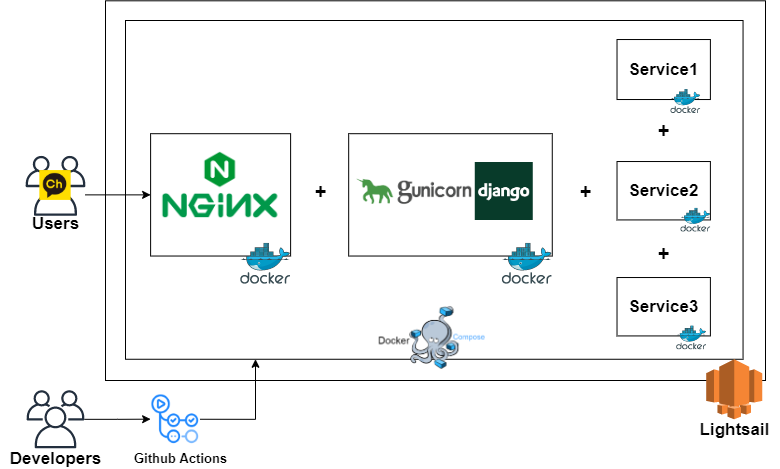 Service1
docker
+
NGINX
docker
+
gunicorn
django
docker
+
Service2
docker
+
Service3
docker
Ch
Users
Docker Compose
Developers
Github Actions
Lightsail